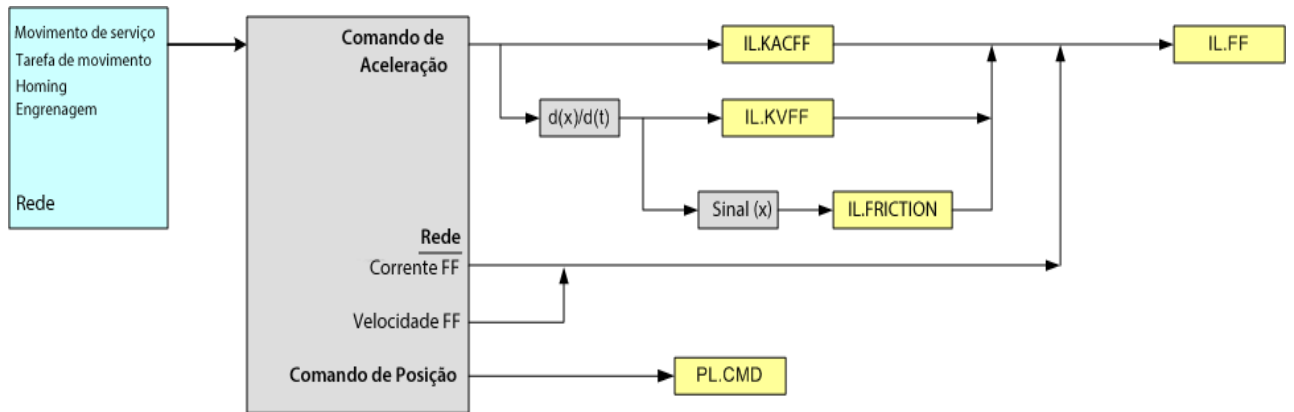 Movimento de serviço
Tarefa de movimento
Homing
Engrenagem
Rede
Comando de
Aceleração
IL.KACFF
IL.FF
d(x)/d(t)
IL.KVFF
Sinal (x)
IL.FRICTION
Rede
Corrente FF
Velocidade FF
Comando de Posição
PL.CMD